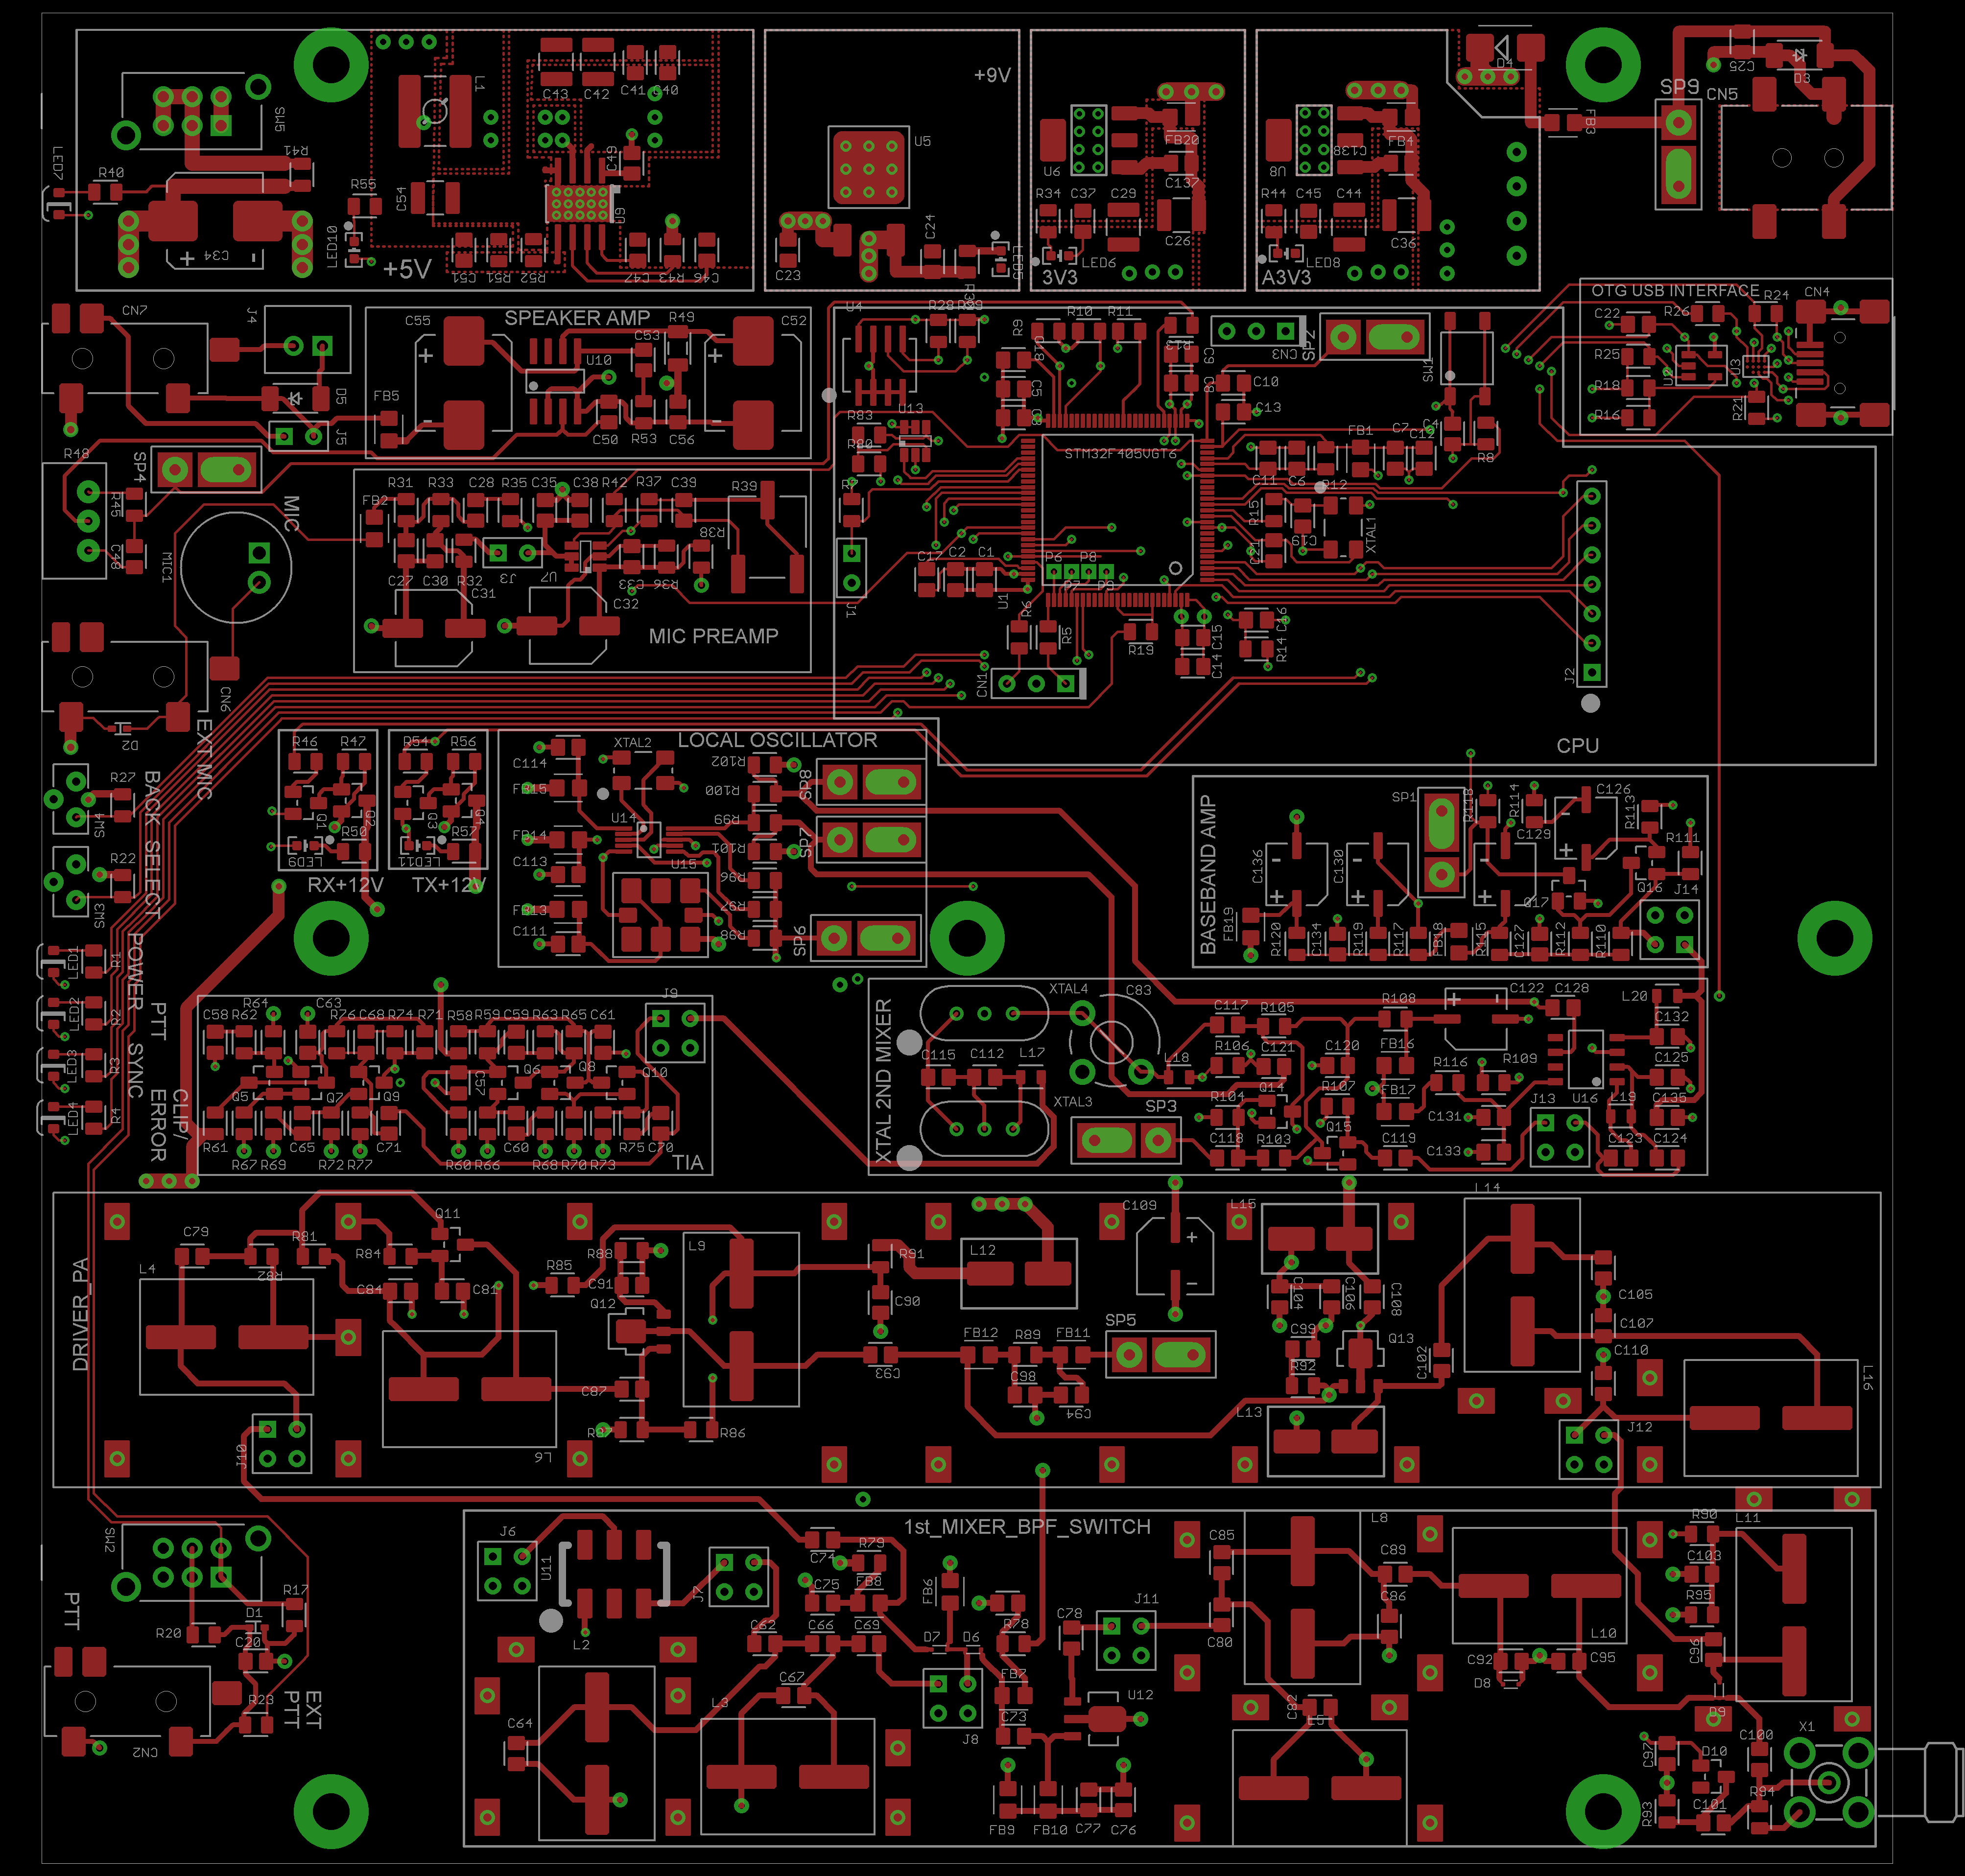 +9V
SP9
CN5
C25
D3
D4
FB3
SW5
L1
C43
C42
C41
C40
R41
LED7
R40
R55
C54
C49
U9
U5
U6
FB20
C137
U8
C138
FB4
C34
+
-
LED10
+5V
C51
R51
R52
C47
R43
C46
C23
C24
LED5
R34
C37
C29
C26
LED6
3V3
R44
C45
C44
C36
LED8
A3V3
CN7
J4
D5
J5
FB5
SPEAKER AMP
C55
C53
R49
C52
U10
C50
R53
C56
U4
R28
R9
R10
R11
R13
C9
C8
CN3
SP2
C10
C13
OTG USB INTERFACE
C22
R26
R24
CN4
R25
R18
R16
R21
C18
C5
C3
U13
R83
R80
STM32F405VGT6
FB1
C7
C12
C4
R8
C11
C6
R12
R15
C19
C21
XTAL1
R48
SP4
R45
C48
MIC
MIC1
FB2
R31
R33
C28
R35
C35
C38
R42
R37
C39
R39
R38
C27
C30
R32
J3
U7
C33
R36
C31
C32
MIC PREAMP
R7
J1
C17
C2
C1
U1
P6
P8
P7
P9
R6
R5
R19
C15
C14
C16
R14
CN1
J2
CPU
CN6
D2
EXT MIC
BACK SELECT
R27
SW4
R22
SW3
R46
R47
Q1
Q2
R50
LED9
RX+12V
R54
R56
Q3
Q4
R57
LED11
TX+12V
LOCAL OSCILLATOR
C114
XTAL2
R102
R100
FB15
U14
FB14
R99
R101
C113
U15
R96
R97
FB13
C111
R98
SP8
SP7
SP6
BASEBAND AMP
C136
C130
SP1
R118
R114
C129
C126
R113
R111
Q16
J14
Q17
FB19
R120
C134
R119
R117
FB18
R115
C127
R112
R110
LED1
R1
LED2
R2
LED3
R3
LED4
R4
POWER
PTT
SYNC
CLIP/
ERROR
C58
R62
R64
C63
R76
C68
R74
R71
R58
R59
C59
R63
R65
C61
J9
Q5
Q7
Q9
C57
Q6
Q8
Q10
R61
R67
R69
C65
R72
R77
C71
R60
R66
C60
R68
R70
R73
C70
TIA
XTAL 2ND MIXER
XTAL4
C83
C115
C112
L17
L18
XTAL3
SP3
C117
R105
R106
C121
Q14
R104
C118
R103
C120
R107
Q15
R108
FB16
FB17
C119
C122
C128
L20
C132
R116
R109
C125
C131
C133
J13
U16
L19
C135
C123
C124
DRIVER_PA
C79
L4
R82
R81
R84
Q11
C84
C81
R85
R88
C91
Q12
L9
R91
C90
L12
C109
L15
L14
C104
C106
C108
C105
C107
C110
SP5
FB12
R89
FB11
C98
C94
C93
C87
R87
R86
L6
J10
C99
R92
Q13
C102
L13
J12
L16
1st_MIXER_BPF_SWITCH
SW2
PTT
R17
D1
R20
C20
R23
EXT
PTT
CN2
J6
U11
L2
J7
C74
R79
C75
FB8
C62
C66
C69
FB6
D7
D6
R78
C78
J11
C85
C80
L8
C89
C86
L10
C92
C95
D8
R90
L11
C103
R95
C96
D9
C64
C67
L3
J8
FB7
C73
U12
FB9
FB10
C77
C76
C82
L5
C97
D10
C100
X1
R93
C101
R94